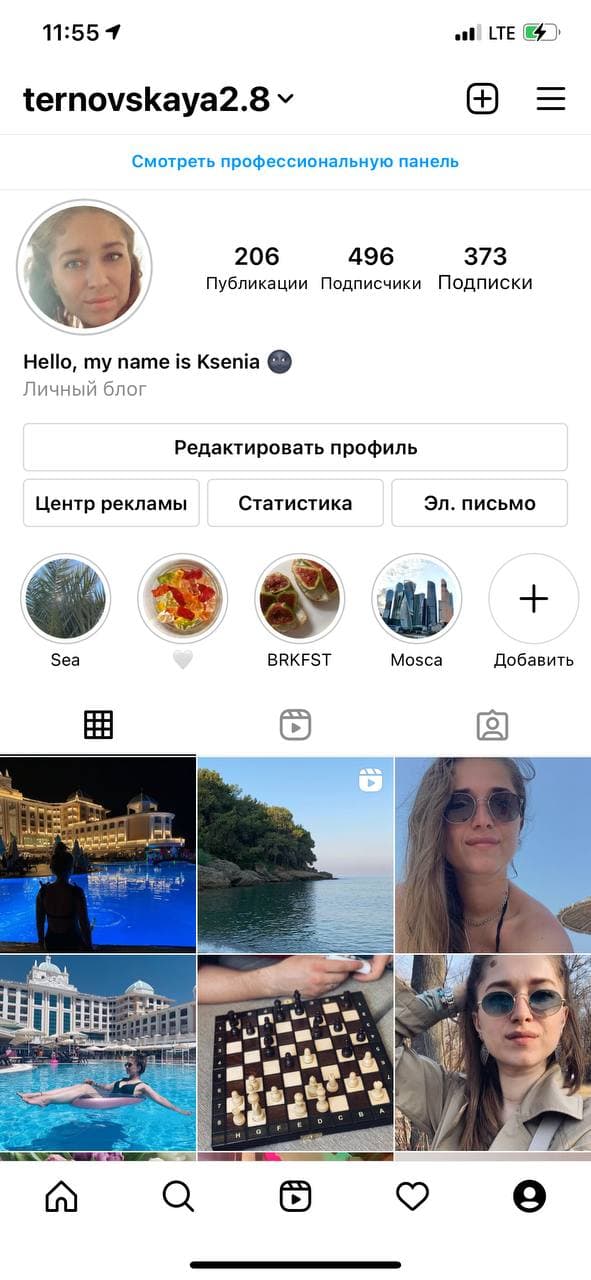 11:55
LTE
ternovskaya2.8
Смотреть профессиональную панель
206 496 373
Публикации Подписчики Подписки
Hello, my name is Ksenia 🌚
Личный блог
Редактировать профиль
Центр рекламы Статистика Эл. письмо
Sea 🤍 BRKFST Mosca Добавить
H G F E D C B A